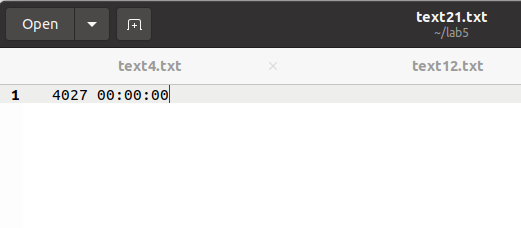 Open
text21.txt
~/lab5
text4.txt
text12.txt
1 4027 00:00:00